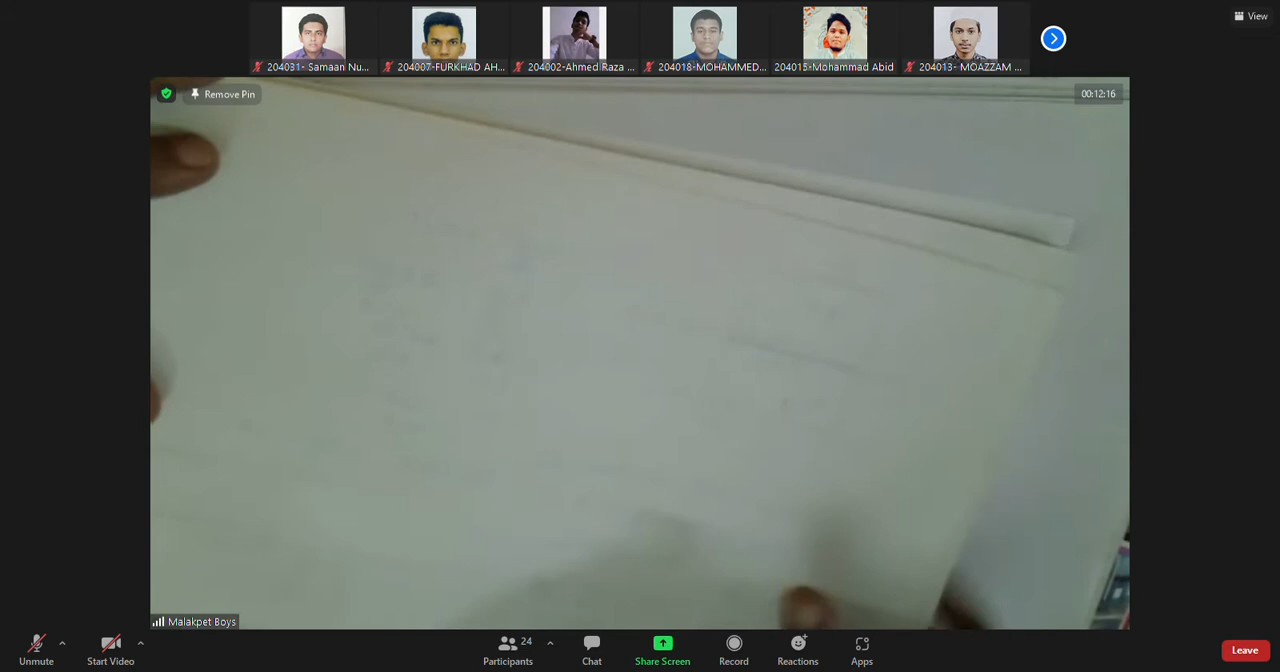 View
204031- Samaan Nu...
204007-FURKHAD AH...
204002-Ahmed Raza ...
204018-MOHAMMED...
204015-Mohammad Abid
204013- MOAZZAM ...
Remove Pin
00:12:16
Malakpet Boys
Unmute
Start Video
Participants
24
Chat
Share Screen
Record
Reactions
Apps
Leave